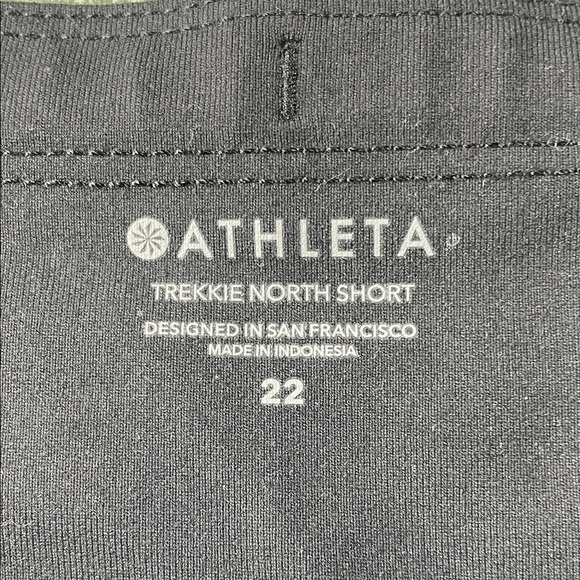 ATHLETA
TREKKIE NORTH SHORT
DESIGNED IN SAN FRANCISCO
MADE IN INDONESIA
22